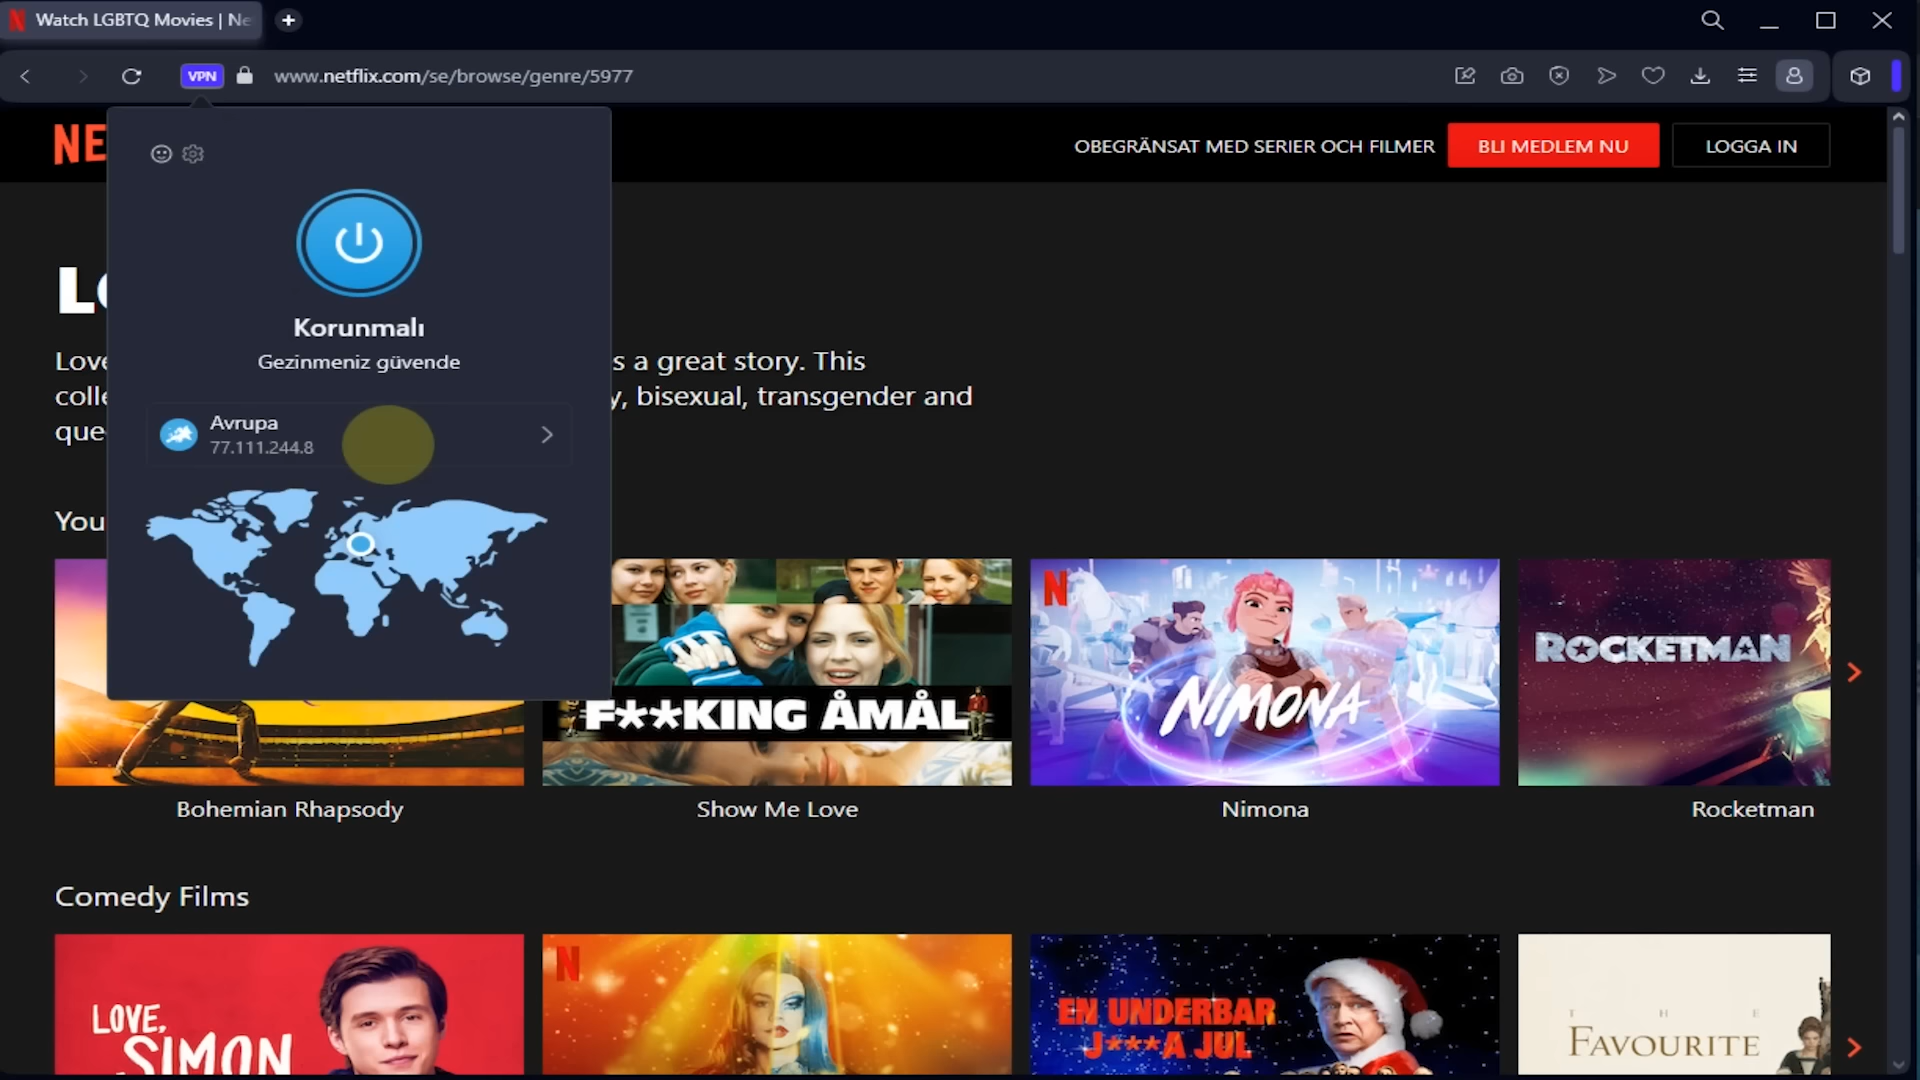 Watch LGBTQ Movies | Ne
VPN
www.netflix.com/se/browse/genre/5977
NE
OBEGRÄNSAT MED SERIER OCH FILMER
BLI MEDLEM NU
LOGGA IN
Korunmalı
Gezinmeniz güvende
Avrupa
77.111.244.8
L
Love
s a great story. This
colle
y, bisexual, transgender and
que
You
F**KING ÅMÅL
N
NIMONA
ROCKETMAN
Bohemian Rhapsody
Show Me Love
Nimona
Rocketman
Comedy Films
LOVE,
SIMON
N
EN UNDERBAR
J***A JUL
THE
FAVOURITE